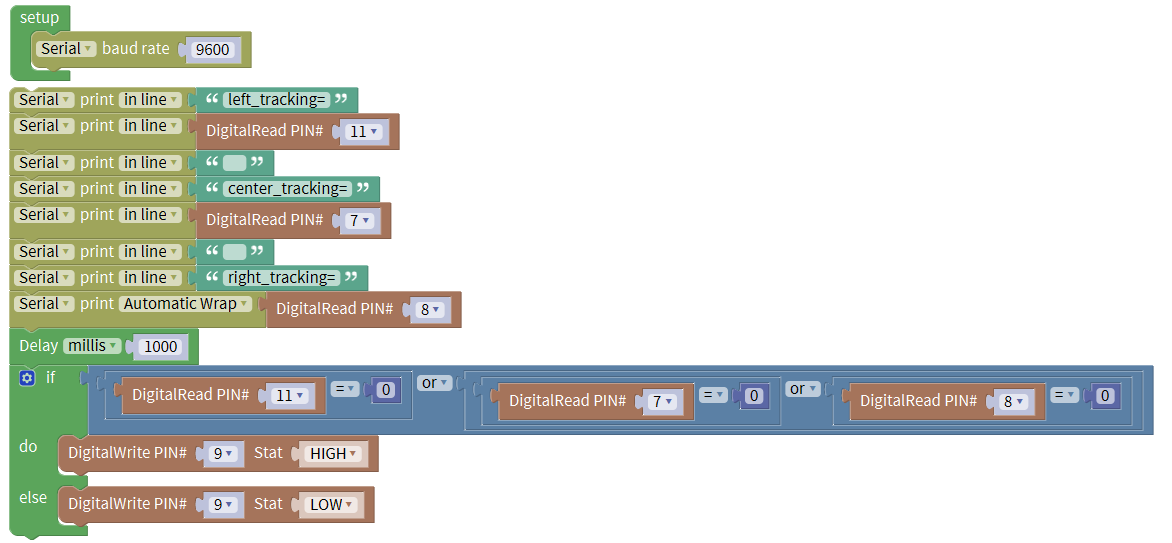 setup
Serial baud rate 9600
Serial print in line “ left_tracking= ”
Serial print in line DigitalRead PIN# 11
Serial print in line “ ”
Serial print in line “ center_tracking= ”
Serial print in line DigitalRead PIN# 7
Serial print in line “ ”
Serial print in line “ right_tracking= ”
Serial print Automatic Wrap DigitalRead PIN# 8
Delay millis 1000
if DigitalRead PIN# 11 = 0 or DigitalRead PIN# 7 = 0 or DigitalRead PIN# 8 = 0
do DigitalWrite PIN# 9 Stat HIGH
else DigitalWrite PIN# 9 Stat LOW